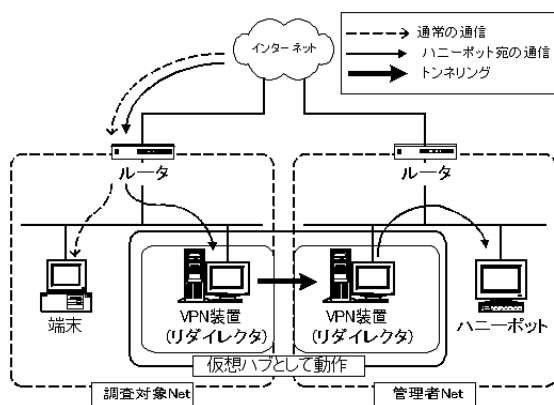 通常の通信
ハニーポット宛の通信
トンネリング
インターネット
ルータ
ルータ
端末
VPN装置
(リダイレクタ)
VPN装置
(リダイレクタ)
ハニーポット
仮想ハブとして動作
調査対象Net
管理者Net